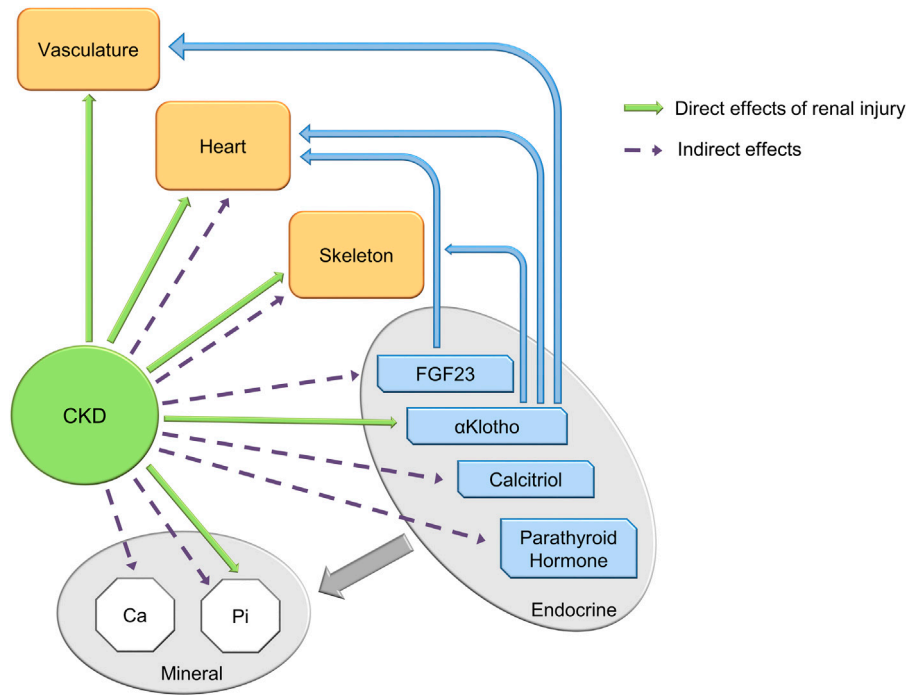 Vasculature
Heart
Direct effects of renal injury
Indirect effects
Skeleton
FGF23
CKD
αKlotho
Calcitriol
Parathyroid
Hormone
Endocrine
Ca
Pi
Mineral